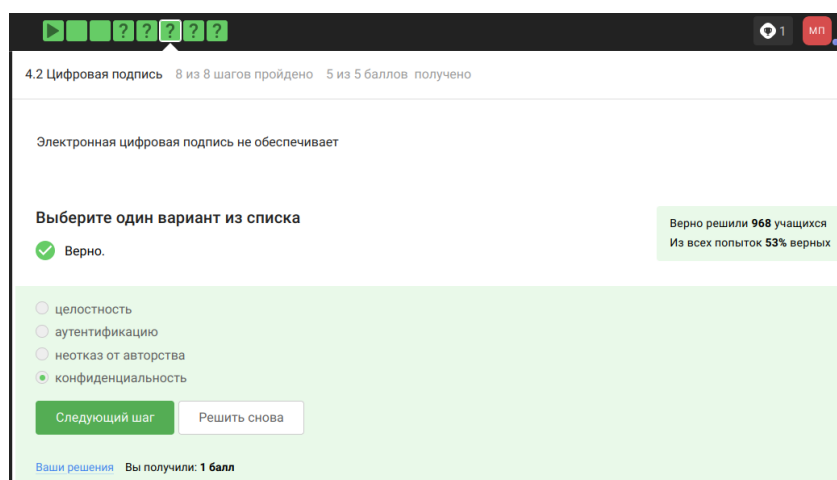 ? ? ? ? ?
1
МП
4.2 Цифровая подпись 8 из 8 шагов пройдено 5 из 5 баллов получено
Электронная цифровая подпись не обеспечивает
Выберите один вариант из списка
Верно.
Верно решили 968 учащихся
Из всех попыток 53% верных
целостность
аутентификацию
неотказ от авторства
конфиденциальность
Следующий шаг Решить снова
Ваши решения Вы получили: 1 балл